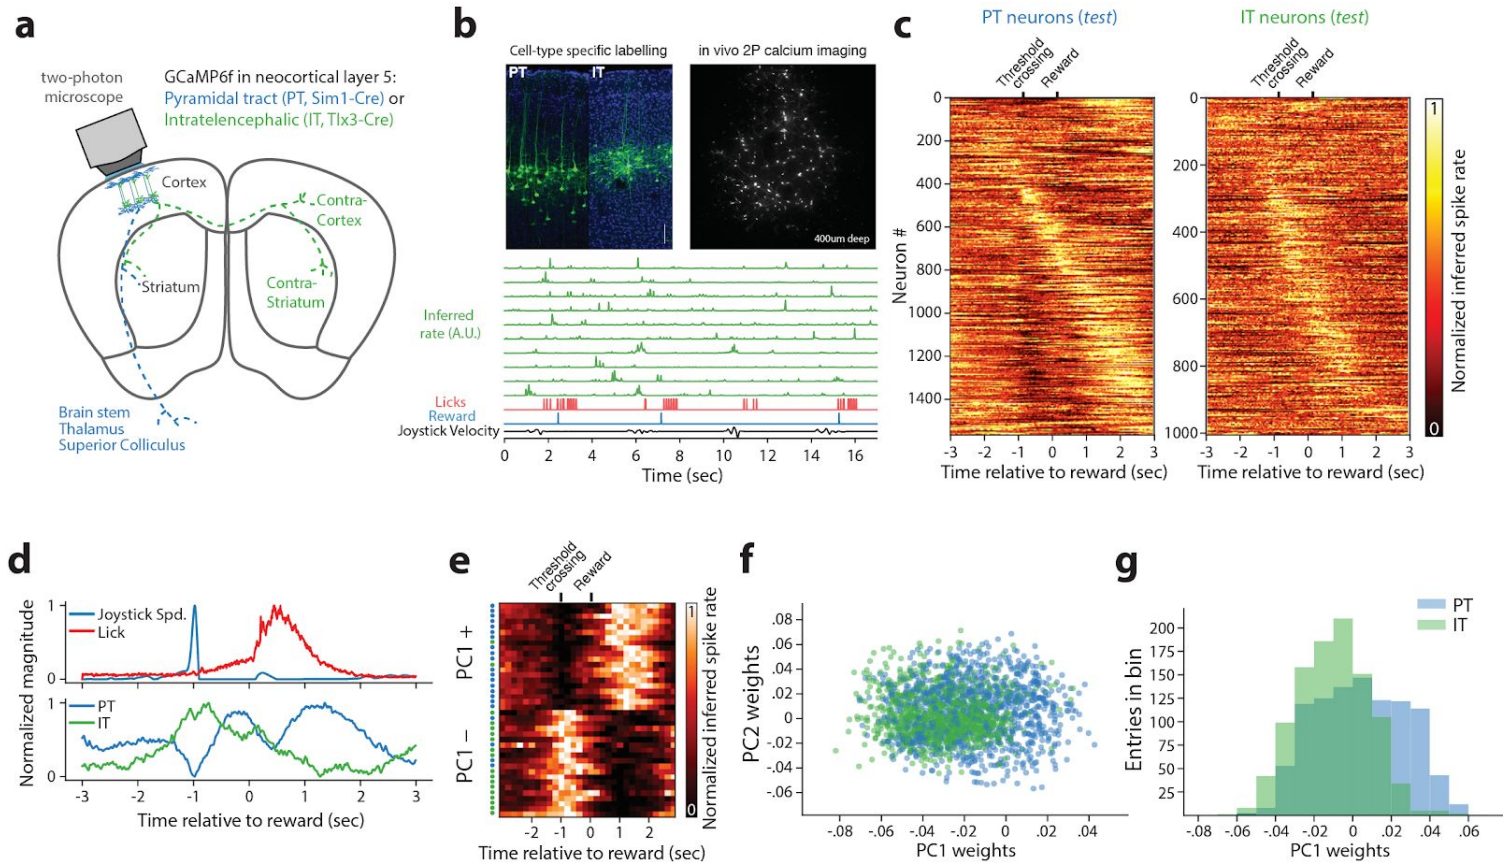 a
two-photon
microscope
GCaMP6f in neocortical layer 5:
Pyramidal tract (PT, Sim1-Cre) or
Intratelencephalic (IT, Tlx3-Cre)
Cortex
Contra-
Cortex
Striatum
Contra-
Striatum
Brain stem
Thalamus
Superior Colliculus
b
Cell-type specific labelling
in vivo 2P calcium imaging
PT
IT
400um deep
Inferred
rate (A.U.)
Licks
Reward
Joystick Velocity
0 2 4 6 8 10 12 14 16
Time (sec)
c
PT neurons (test)
IT neurons (test)
Threshold
crossing
Reward
Threshold
crossing
Reward
Neuron #
0
200
400
600
800
1000
1200
1400
-3 -2 -1 0 1 2 3
Time relative to reward (sec)
0
200
400
600
800
1000
-3 -2 -1 0 1 2 3
Time relative to reward (sec)
1
0
Normalized inferred spike rate
d
Normalized magnitude
1
0
Joystick Spd.
Lick
1
0
PT
IT
-3 -2 -1 0 1 2 3
Time relative to reward (sec)
e
Threshold
crossing
Reward
PC1 +
PC1 −
-2 -1 0 1 2
Time relative to reward (sec)
1
0
Normalized inferred spike rate
f
PC2 weights
.08
.06
.04
.02
0
-.02
-.04
-.06
-.08 -.06 -.04 -.02 0 .02 .04
PC1 weights
g
PT
IT
Entries in bin
200
175
150
125
100
75
50
25
-.08 -.06 -.04 -.02 0 .02 .04 .06
PC1 weights